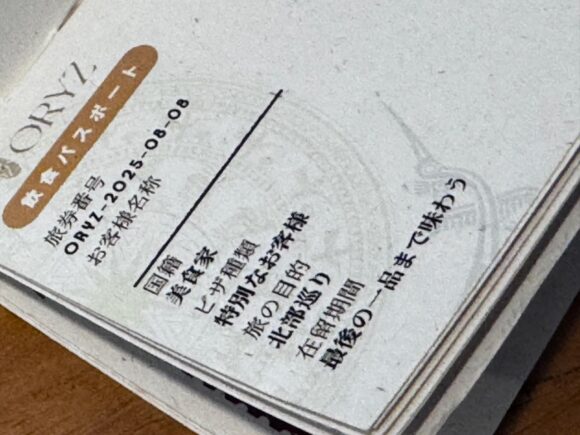 ORYZ
飲食パスポート
旅券番号
ORYZ-2025-08-08
お客様名称
国籍
美食家
ビザ種類
特別なお客様
旅の目的
北部巡り
在留期間
最後の一品まで味わう